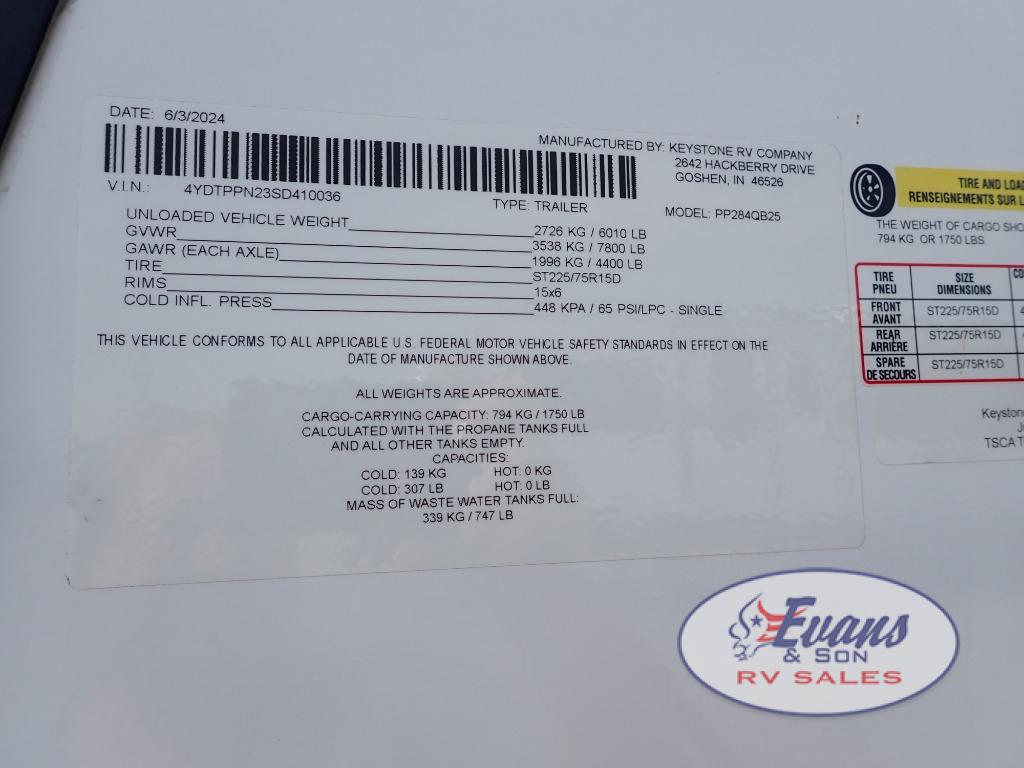 DATE: 6/3/2024
MANUFACTURED BY: KEYSTONE RV COMPANY
2642 HACKBERRY DRIVE
GOSHEN, IN 46526
V.I.N.: 4YDTPPN23SD410036
TYPE: TRAILER
MODEL: PP284QB25
UNLOADED VEHICLE WEIGHT 2726 KG / 6010 LB
GVWR 3538 KG / 7800 LB
GAWR (EACH AXLE) 1996 KG / 4400 LB
TIRE ST225/75R15D
RIMS 15x6
COLD INFL. PRESS 448 KPA / 65 PSI/LPC - SINGLE
THIS VEHICLE CONFORMS TO ALL APPLICABLE U.S. FEDERAL MOTOR VEHICLE SAFETY STANDARDS IN EFFECT ON THE
DATE OF MANUFACTURE SHOWN ABOVE.
ALL WEIGHTS ARE APPROXIMATE.
CARGO-CARRYING CAPACITY: 794 KG / 1750 LB
CALCULATED WITH THE PROPANE TANKS FULL
AND ALL OTHER TANKS EMPTY.
CAPACITIES:
COLD: 139 KG HOT: 0 KG
COLD: 307 LB HOT: 0 LB
MASS OF WASTE WATER TANKS FULL:
339 KG / 747 LB
TIRE AND
RENSEIGNEMENTS SUR
THE WEIGHT OF CARGO
794 KG OR 1750 LBS.
TIRE SIZE
PNEU DIMENSIONS
FRONT
AVANT ST225/75R15D
REAR
ARRIÈRE ST225/75R15D
SPARE
DE SECOURS ST225/75R15D
TSCA
Evans
& SON
RV SALES